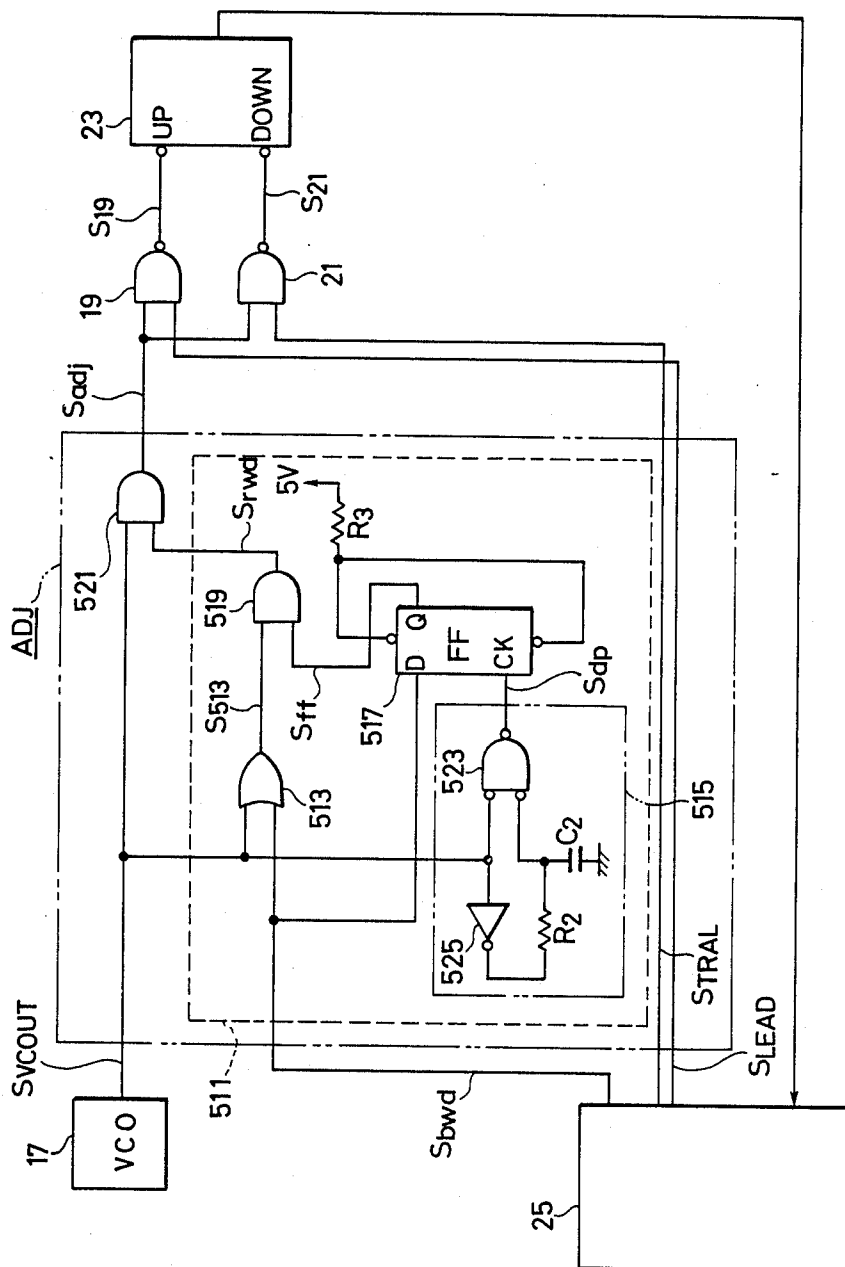 ADJ
SVCOUT
17
VCO
521
Sadj
19
S19
23
UP
DOWN
S21
21
511
Srwd
519
S513
513
Sff
5V
R3
517
D
Q
FF
CK
Sdp
523
515
525
R2
C2
Sbwd
STRAL
SLEAD
25